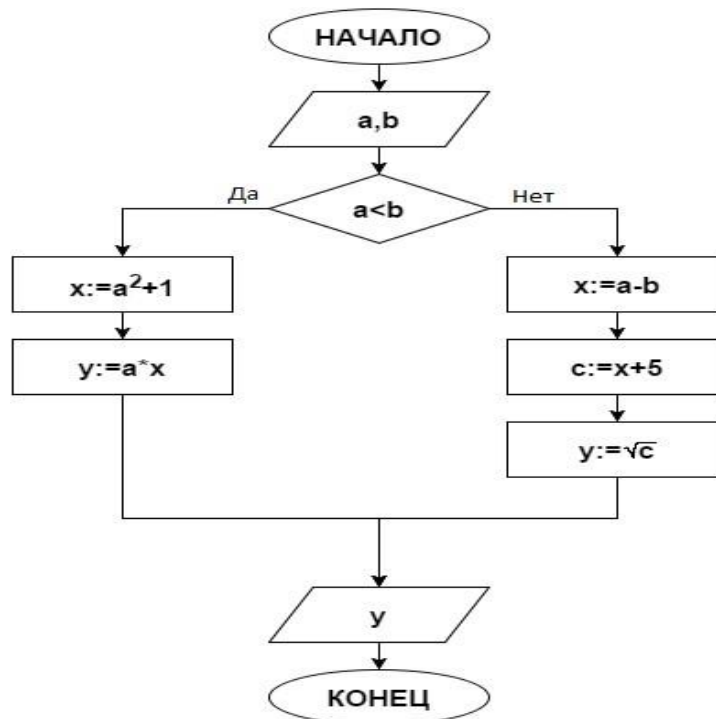 НАЧАЛО
a,b
a<b
Да
Нет
x:=a²+1
y:=a*x
x:=a-b
c:=x+5
y:=√c
y
КОНЕЦ